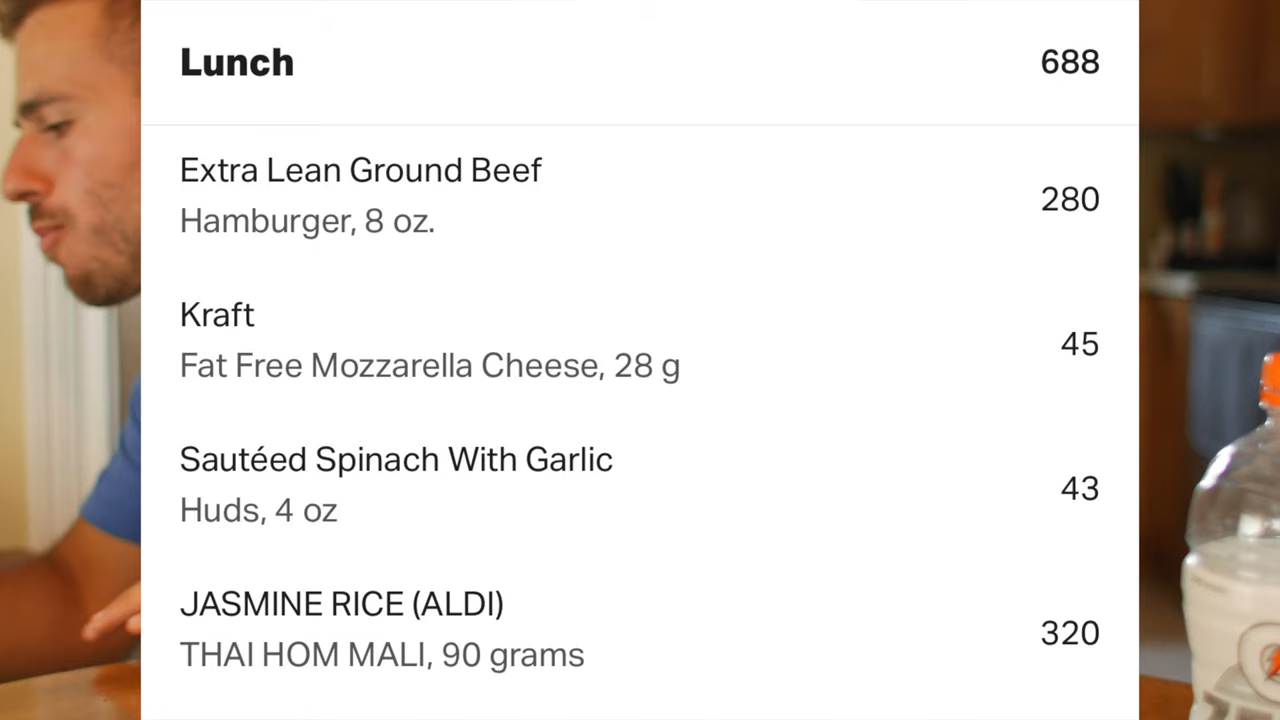 Lunch 688
Extra Lean Ground Beef
Hamburger, 8 oz. 280
Kraft
Fat Free Mozzarella Cheese, 28 g 45
Sautéed Spinach With Garlic
Huds, 4 oz 43
JASMINE RICE (ALDI)
THAI HOM MALI, 90 grams 320